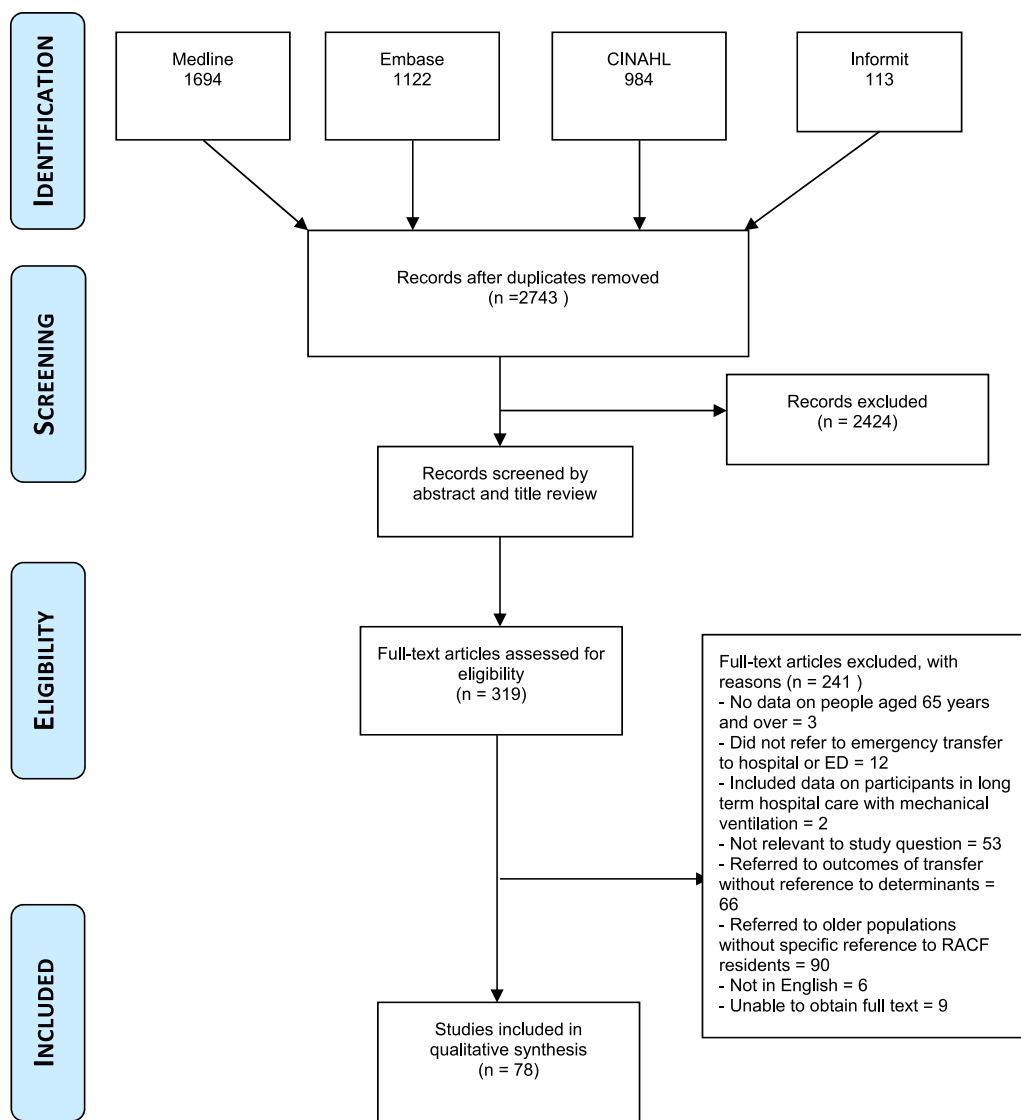 IDENTIFICATION
Medline
1694
Embase
1122
CINAHL
984
Informit
113
Records after duplicates removed
(n =2743 )
SCREENING
Records excluded
(n = 2424)
Records screened by
abstract and title review
ELIGIBILITY
Full-text articles assessed for
eligibility
(n = 319)
Full-text articles excluded, with
reasons (n = 241 )
- No data on people aged 65 years
and over = 3
- Did not refer to emergency transfer
to hospital or ED = 12
- Included data on participants in long
term hospital care with mechanical
ventilation = 2
- Not relevant to study question = 53
- Referred to outcomes of transfer
without reference to determinants =
66
- Referred to older populations
without specific reference to RACF
residents = 90
- Not in English = 6
- Unable to obtain full text = 9
INCLUDED
Studies included in
qualitative synthesis
(n = 78)